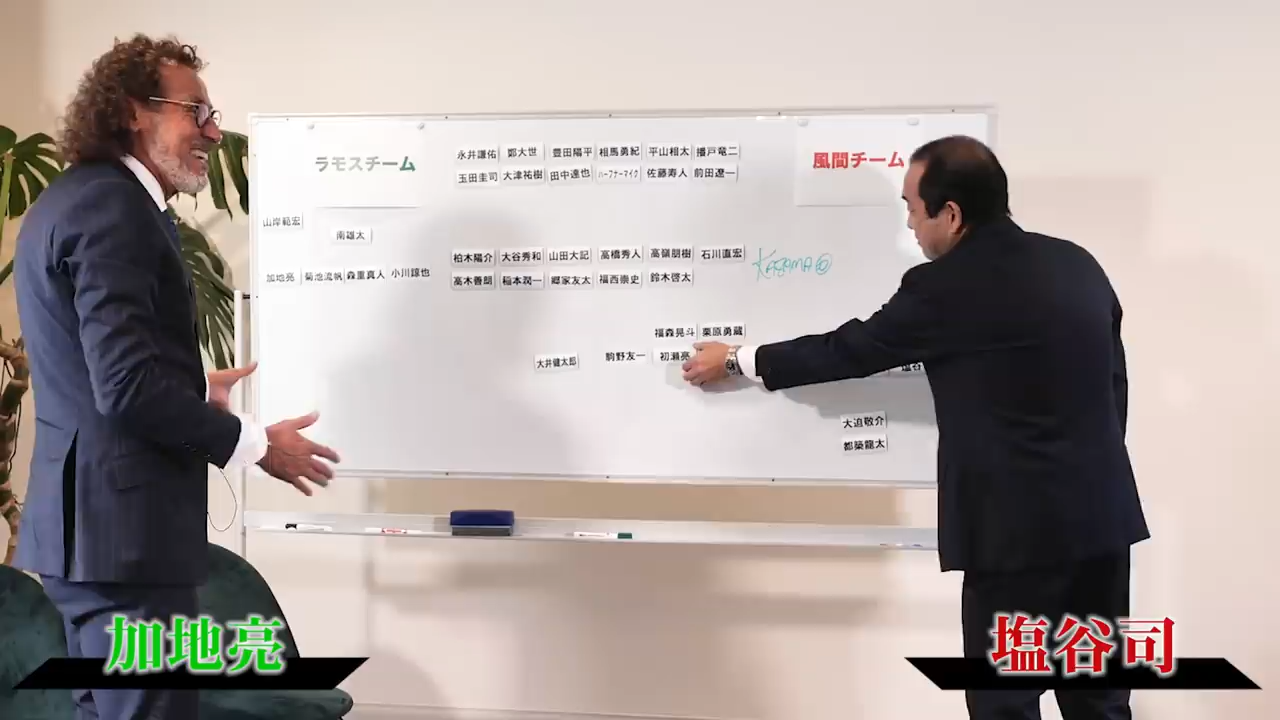 ラモスチーム
永井謙佑 鄭大世 豊田陽平 相馬勇紀 平山相太 播戸竜二
玉田圭司 大津祐樹 田中達也 ハーフナーマイク 佐藤寿人 前田遼一
風間チーム
山岸範宏
南雄太
加地亮 菊池流帆 森重真人 小川諒也
柏木陽介 大谷秀和 山田大記 高橋秀人 高嶺朋樹 石川直宏
高木善朗 稲本潤一 郷家友太 福西崇史 鈴木啓太
KAZAMA
福森晃斗 栗原勇蔵
大井健太郎 駒野友一 初瀬亮
塩谷
大迫敬介
都築龍太
加地亮
塩谷司